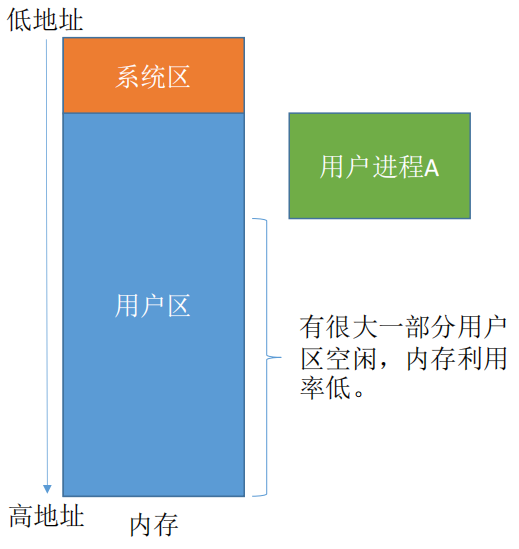 低地址
系统区
用户进程A
用户区
有很大一部分用户
区空闲，内存利用
率低。
高地址
内存